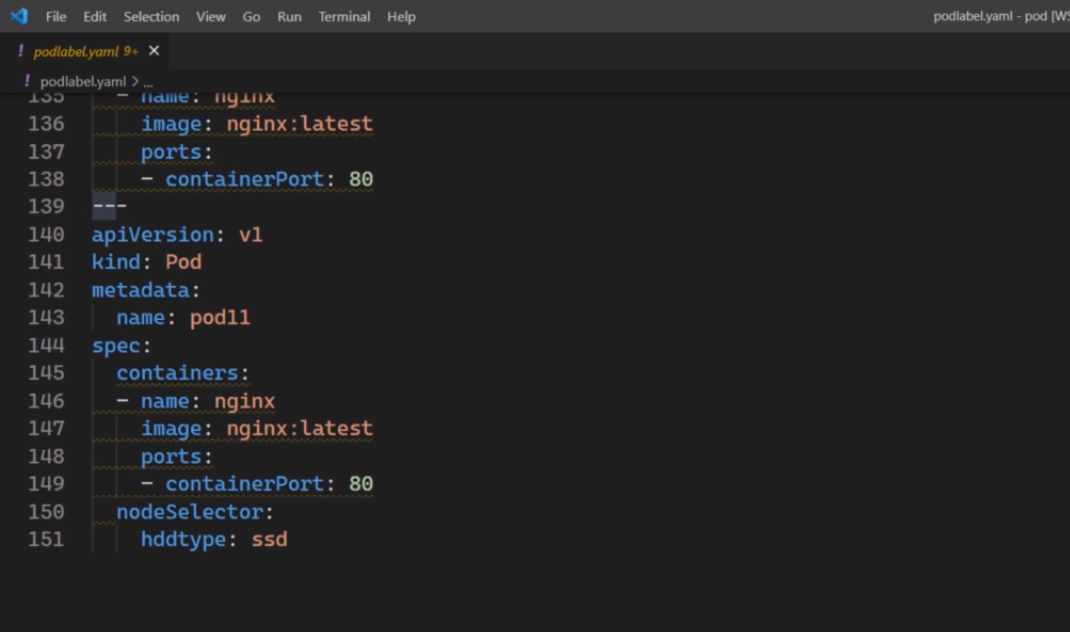 File Edit Selection View Go Run Terminal Help podlabel.yaml - pod [WS
! podlabel.yaml 9+ ×
! podlabel.yaml > ...
135   - name: nginx
136     image: nginx:latest
137     ports:
138     - containerPort: 80
139 ---
140 apiVersion: v1
141 kind: Pod
142 metadata:
143   name: pod11
144 spec:
145   containers:
146   - name: nginx
147     image: nginx:latest
148     ports:
149     - containerPort: 80
150   nodeSelector:
151     hddtype: ssd